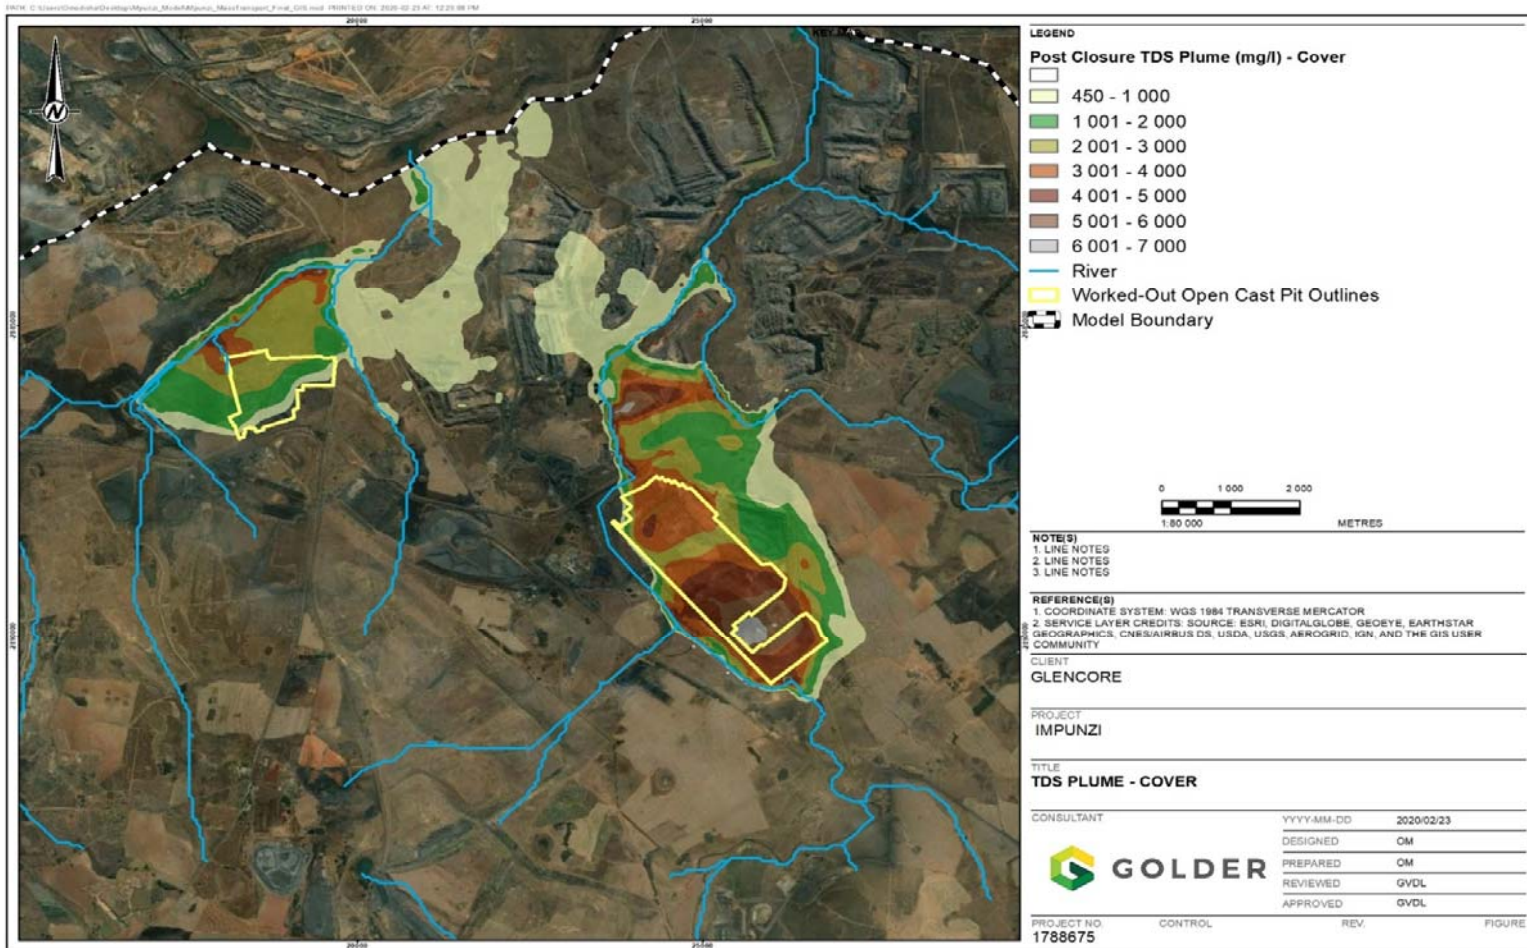 20000
25000
N
LEGEND
Post Closure TDS Plume (mg/l) - Cover
450 - 1 000
1 001 - 2 000
2 001 - 3 000
3 001 - 4 000
4 001 - 5 000
5 001 - 6 000
6 001 - 7 000
River
Worked-Out Open Cast Pit Outlines
Model Boundary
0 1 000 2 000
1:80 000 METRES
NOTE(S)
1. LINE NOTES
2. LINE NOTES
3. LINE NOTES
REFERENCE(S)
1. COORDINATE SYSTEM: WGS 1984 TRANSVERSE MERCATOR
2. SERVICE LAYER CREDITS: SOURCE: ESRI, DIGITALGLOBE, GEOEYE, EARTHSTAR
GEOGRAPHICS, CNES/AIRBUS DS, USDA, USGS, AEROGRID, IGN, AND THE GIS USER
COMMUNITY
CLIENT
GLENCORE
PROJECT
IMPUNZI
TITLE
TDS PLUME - COVER
CONSULTANT
GOLDER
YYYY-MM-DD 2020/02/23
DESIGNED OM
PREPARED OM
REVIEWED GVDL
APPROVED GVDL
PROJECT NO. CONTROL REV. FIGURE
1788675
20000
25000